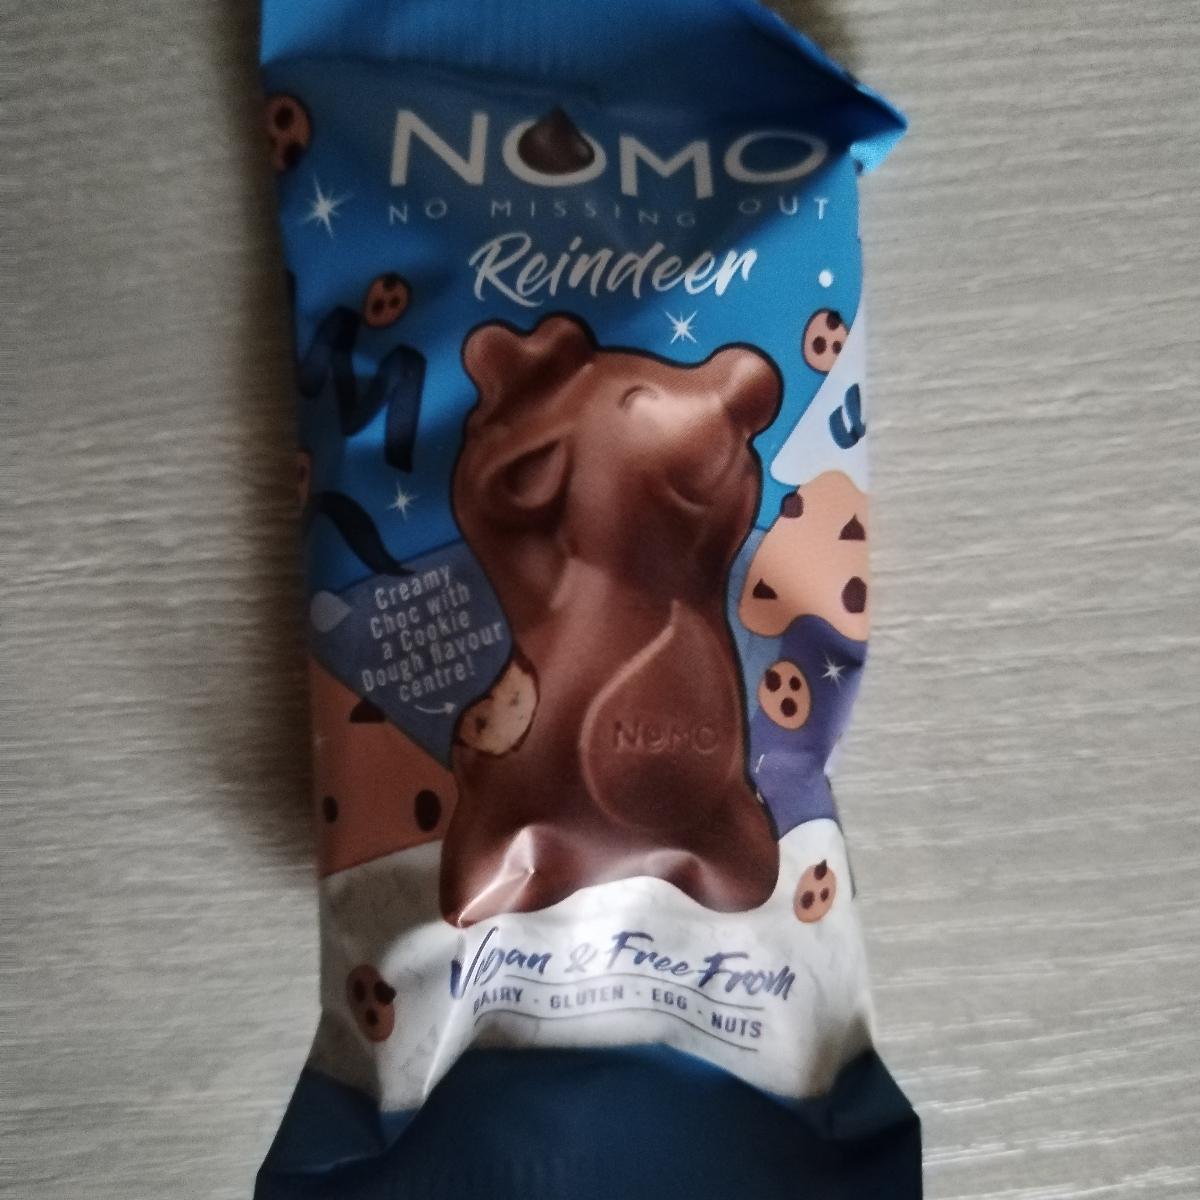 NOMO
NO MISSING OUT
Reindeer
Creamy
Choc with
a Cookie
Dough flavour
centre!
NOMO
Vegan & Free From
DAIRY - GLUTEN - EGG - NUTS